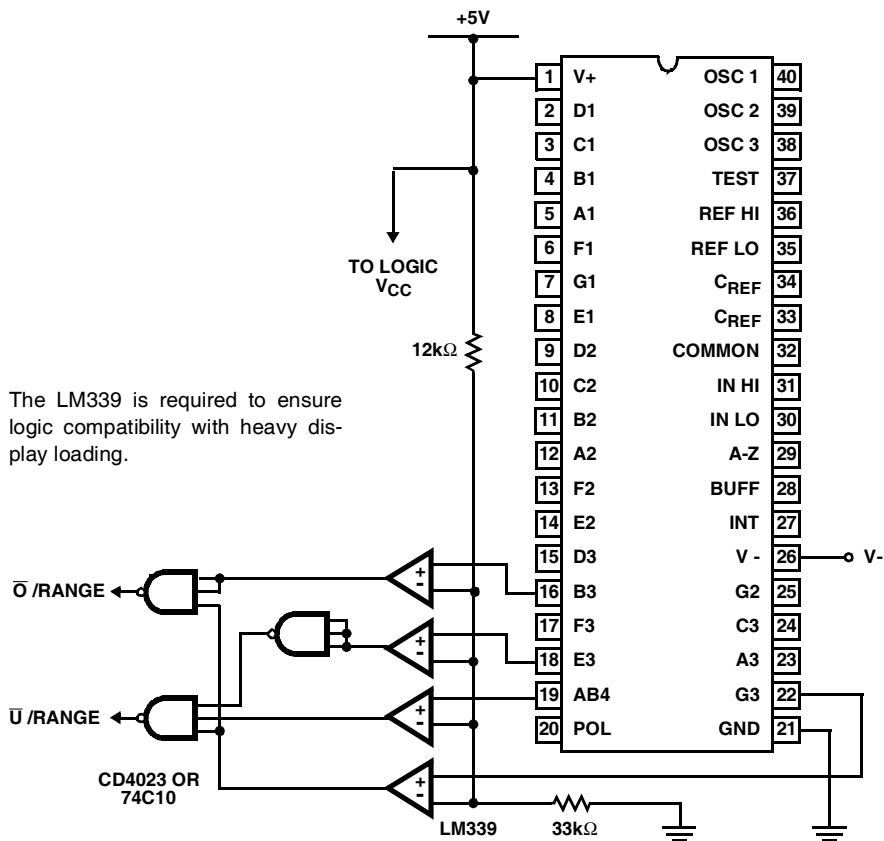 +5V
1 V+ OSC 1 40
2 D1 OSC 2 39
3 C1 OSC 3 38
4 B1 TEST 37
5 A1 REF HI 36
6 F1 REF LO 35
7 G1 CREF 34
8 E1 CREF 33
9 D2 COMMON 32
10 C2 IN HI 31
11 B2 IN LO 30
12 A2 A-Z 29
13 F2 BUFF 28
14 E2 INT 27
15 D3 V - 26
16 B3 G2 25
17 F3 C3 24
18 E3 A3 23
19 AB4 G3 22
20 POL GND 21
V-
TO LOGIC
VCC
12kΩ
The LM339 is required to ensure
logic compatibility with heavy dis-
play loading.
O̅ /RANGE
+
-
+
-
U̅ /RANGE
+
-
+
-
CD4023 OR
74C10
LM339
33kΩ